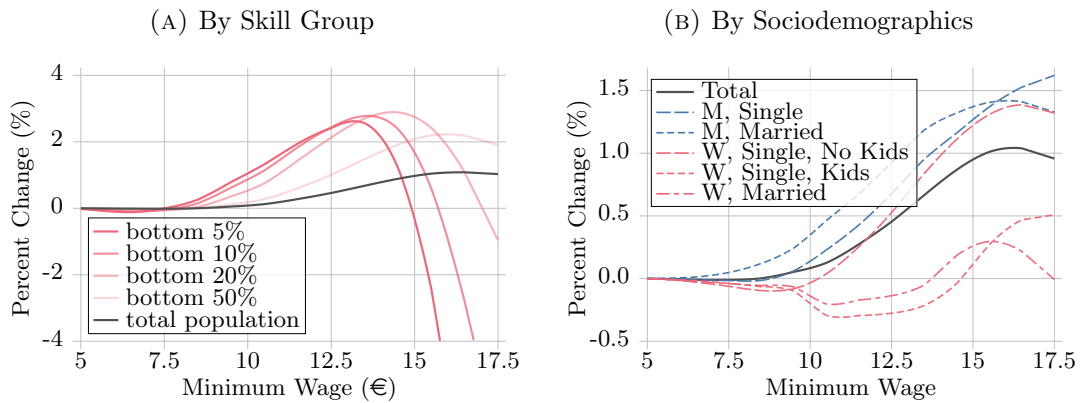 (A) By Skill Group
Percent Change (%)
4
2
0
-2
-4
bottom 5%
bottom 10%
bottom 20%
bottom 50%
total population
5
7.5
10
12.5
15
17.5
Minimum Wage (€)
(B) By Sociodemographics
Percent Change (%)
1.5
1.0
0.5
0.0
-0.5
Total
M, Single
M, Married
W, Single, No Kids
W, Single, Kids
W, Married
5
7.5
10
12.5
15
17.5
Minimum Wage